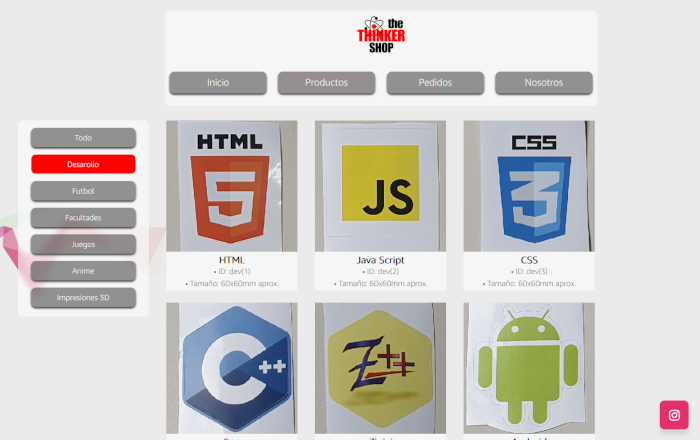 the
THINKER
SHOP
Inicio
Productos
Pedidos
Nosotros
Todo
Desarollo
Futbol
Facultades
Juegos
Anime
Impresiones 3D
HTML
5
JS
CSS
3
HTML
• ID: dev(1)
• Tamaño: 60x60mm aprox.
Java Script
• ID: dev(2)
• Tamaño: 60x60mm aprox.
CSS
• ID: dev(3)
• Tamaño: 60x60mm aprox.
C++
Z++